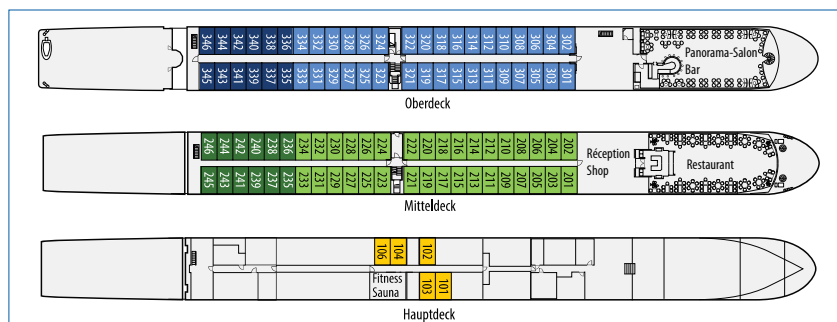 346 344 342 340 338 336 334 332 330 328 326 324 322 320 318 316 314 312 310 308 306 304 302
345 343 341 339 337 335 333 331 329 327 325 323 321 319 317 315 313 311 309 307 305 303 301
Panorama-Salon
Bar
Oberdeck
246 244 242 240 238 236 234 232 230 228 226 224 222 220 218 216 214 212 210 208 206 204 202
245 243 241 239 237 235 233 231 229 227 225 223 221 219 217 215 213 211 209 207 205 203 201
Réception
Shop
Restaurant
Mitteldeck
106 104 102
103 101
Fitness
Sauna
Hauptdeck